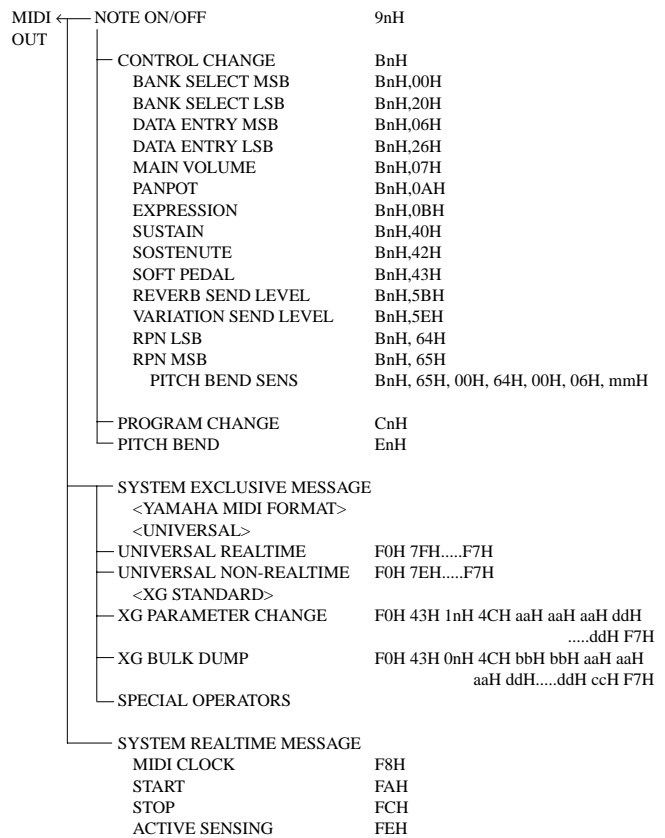 MIDI NOTE ON/OFF 9nH
OUT
CONTROL CHANGE BnH
BANK SELECT MSB BnH,00H
BANK SELECT LSB BnH,20H
DATA ENTRY MSB BnH,06H
DATA ENTRY LSB BnH,26H
MAIN VOLUME BnH,07H
PANPOT BnH,0AH
EXPRESSION BnH,0BH
SUSTAIN BnH,40H
SOSTENUTE BnH,42H
SOFT PEDAL BnH,43H
REVERB SEND LEVEL BnH,5BH
VARIATION SEND LEVEL BnH,5EH
RPN LSB BnH, 64H
RPN MSB BnH, 65H
PITCH BEND SENS BnH, 65H, 00H, 64H, 00H, 06H, mmH
PROGRAM CHANGE CnH
PITCH BEND EnH
SYSTEM EXCLUSIVE MESSAGE
<YAMAHA MIDI FORMAT>
<UNIVERSAL>
UNIVERSAL REALTIME F0H 7FH.....F7H
UNIVERSAL NON-REALTIME F0H 7EH.....F7H
<XG STANDARD>
XG PARAMETER CHANGE F0H 43H 1nH 4CH aaH aaH aaH ddH
.....ddH F7H
XG BULK DUMP F0H 43H 0nH 4CH bbH bbH aaH aaH
aaH ddH.....ddH ccH F7H
SPECIAL OPERATORS
SYSTEM REALTIME MESSAGE
MIDI CLOCK F8H
START FAH
STOP FCH
ACTIVE SENSING FEH